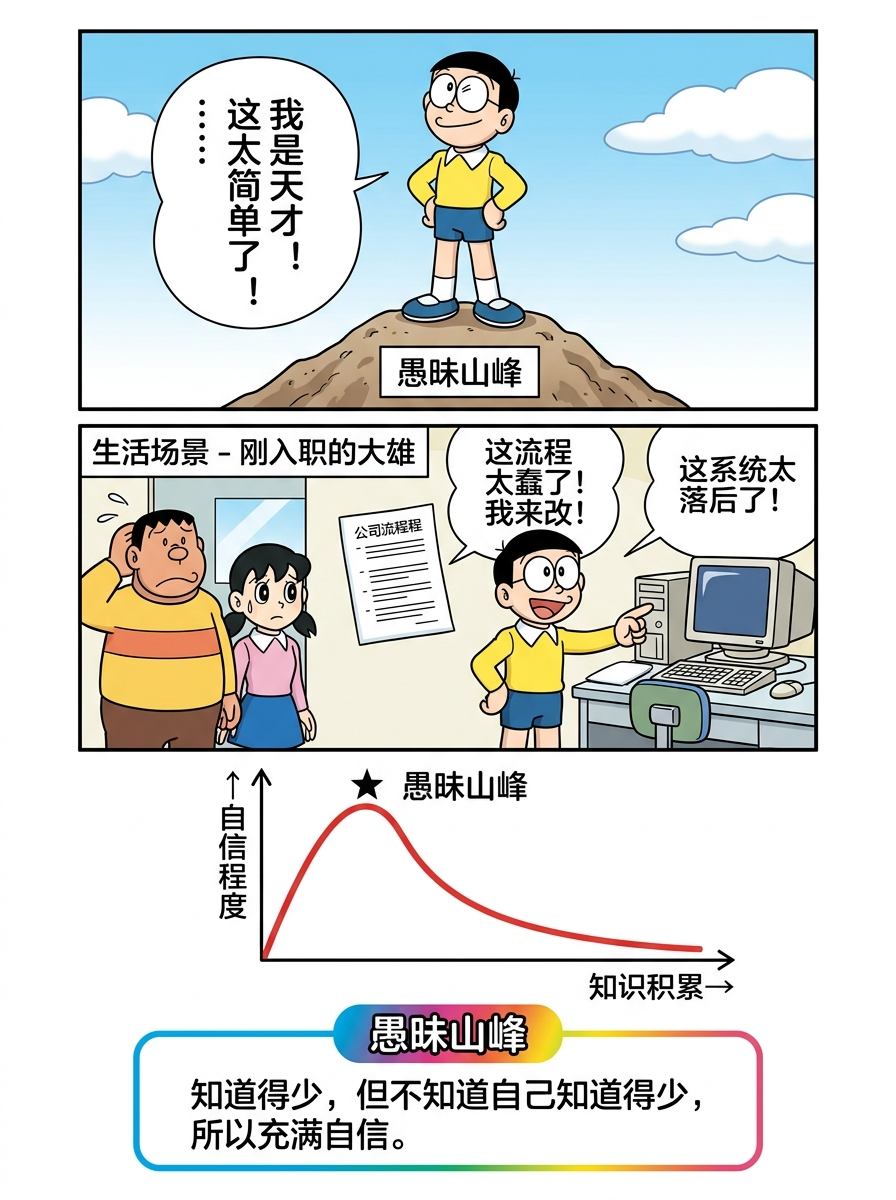 我是天才！
这太简单了！
……
愚昧山峰
生活场景 - 刚入职的大雄
这流程
太蠢了！
我来改！
这系统太
落后了！
公司流程程
↑自信程度
★ 愚昧山峰
知识积累→
愚昧山峰
知道得少，但不知道自己知道得少，
所以充满自信。